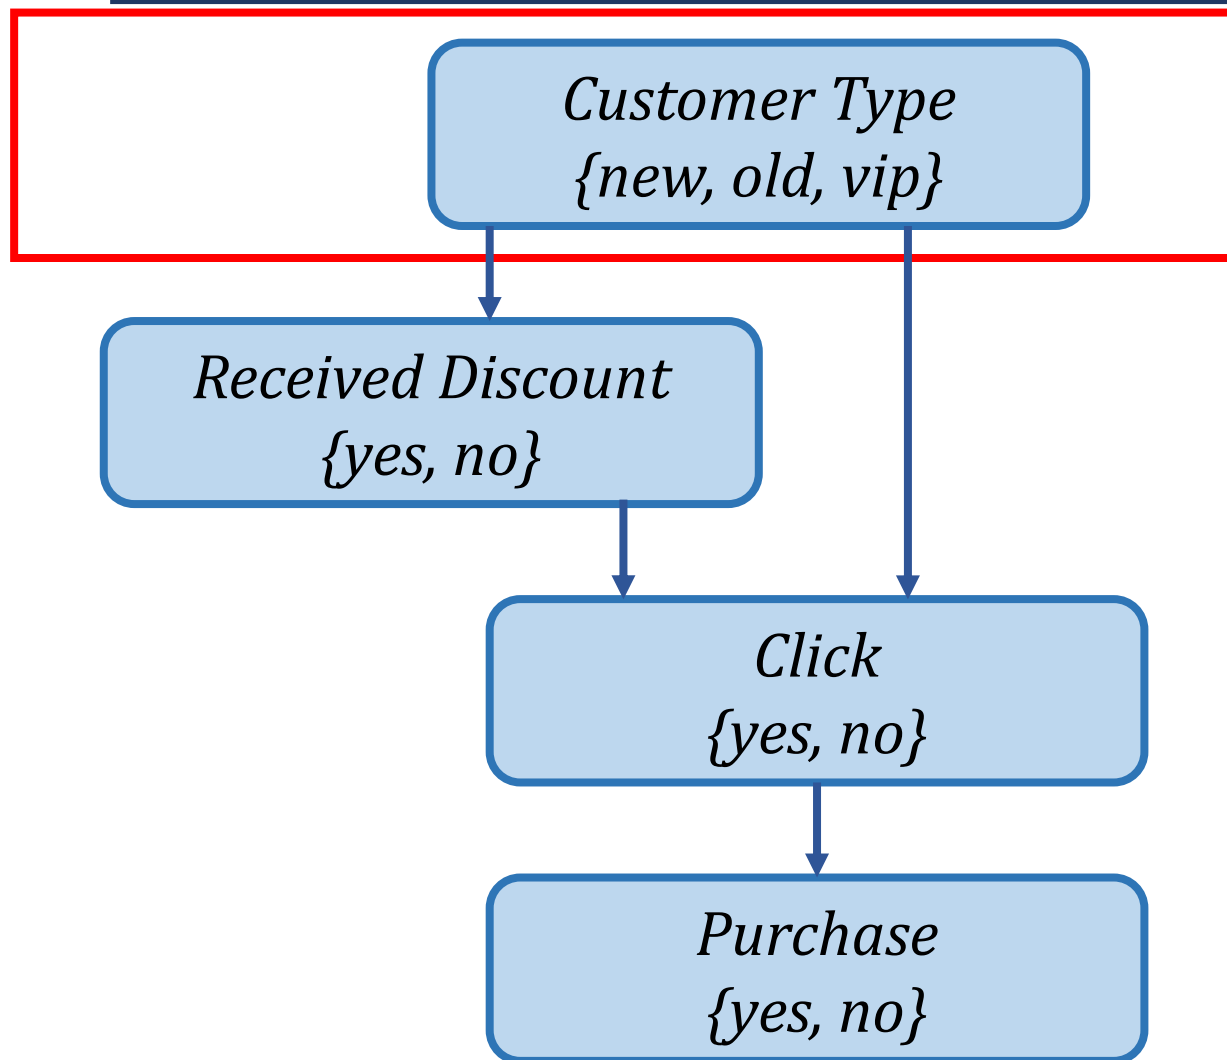 Customer Type
{new, old, vip}
Received Discount
{yes, no}
Click
{yes, no}
Purchase
{yes, no}